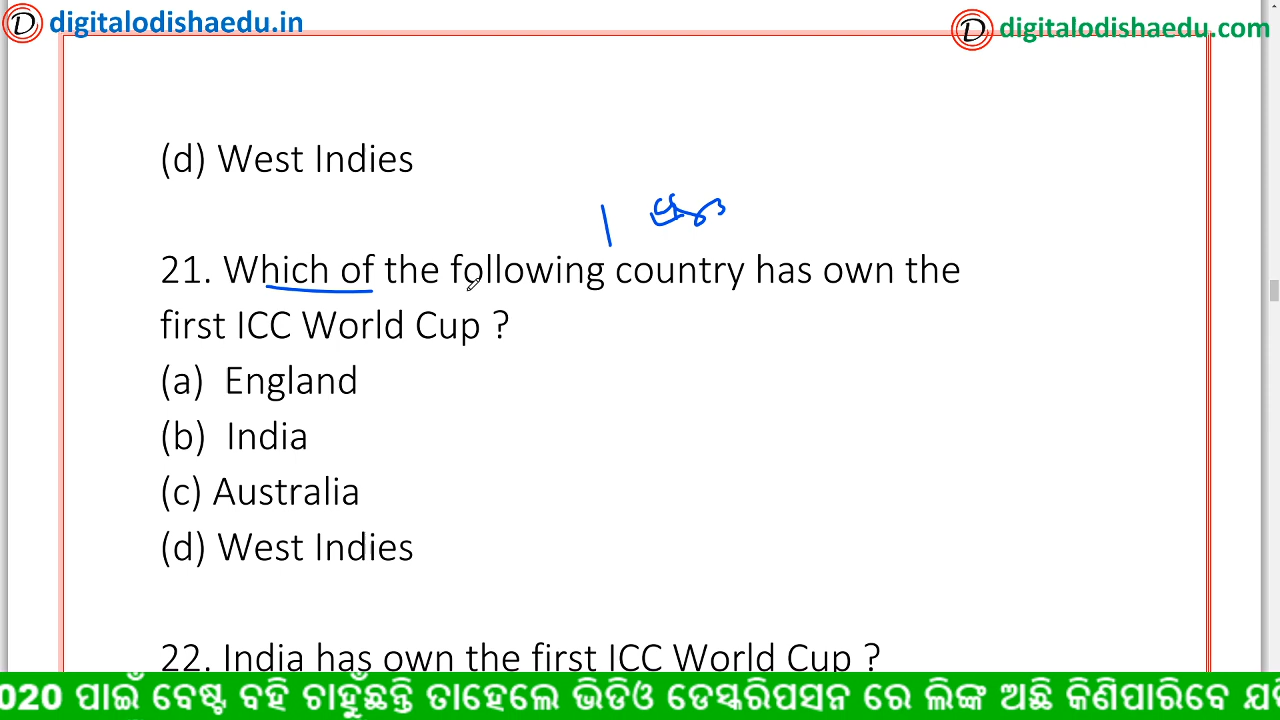 digitalodishaedu.in
digitalodishaedu.com
(d) West Indies
21. Which of the following country has own the
first ICC World Cup ?
(a) England
(b) India
(c) Australia
(d) West Indies
22. India has own the first ICC World Cup ?
020 ପାଇଁ ବେଷ୍ଟ ବହି ଚାହୁଁଛନ୍ତି ତାହେଲେ ଭିଡିଓ ଡେସ୍କରିପସନ ରେ ଲିଙ୍କ ଅଛି କିଣିପାରିବେ